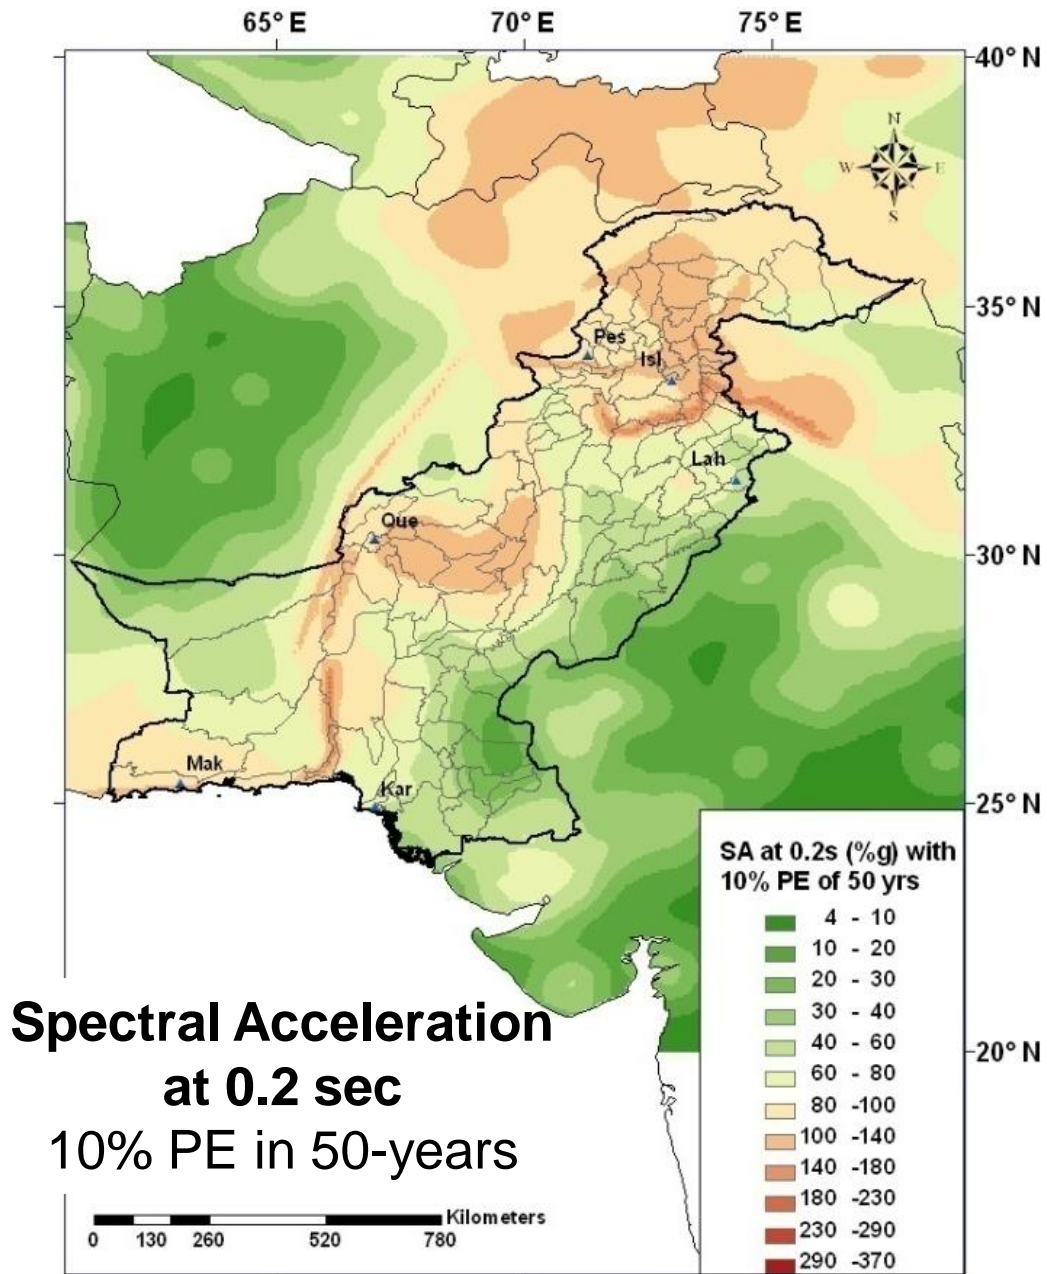 65° E 70° E 75° E
40° N
N
W E
S
35° N
Pes
Isl
Lah
Que
30° N
Mak
Kar
25° N
SA at 0.2s (%g) with
10% PE of 50 yrs
4 - 10
10 - 20
20 - 30
30 - 40
40 - 60
60 - 80
80 -100
100 -140
140 -180
180 -230
230 -290
290 -370
20° N
Spectral Acceleration
at 0.2 sec
10% PE in 50-years
Kilometers
0 130 260 520 780